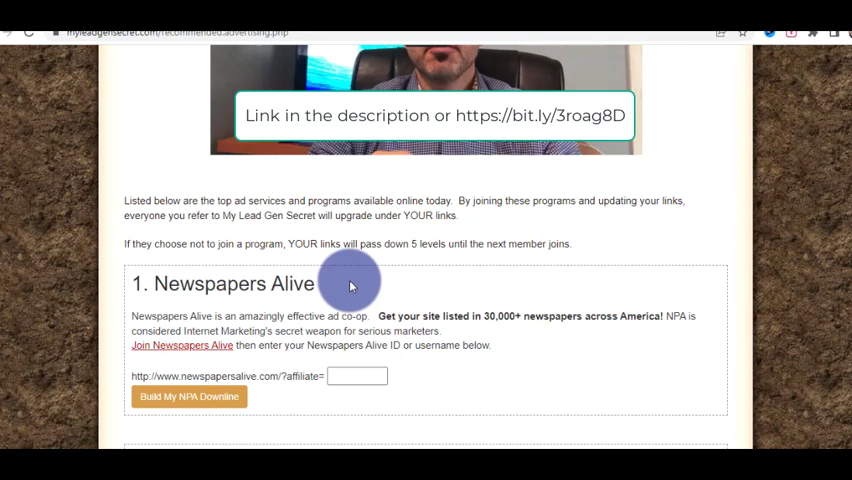 myleadgensecret.com/recommended.advertising.php
Link in the description or https://bit.ly/3roag8D
Listed below are the top ad services and programs available online today. By joining these programs and updating your links,
everyone you refer to My Lead Gen Secret will upgrade under YOUR links.
If they choose not to join a program, YOUR links will pass down 5 levels until the next member joins.
1. Newspapers Alive
Newspapers Alive is an amazingly effective ad co-op. Get your site listed in 30,000+ newspapers across America! NPA is
considered Internet Marketing's secret weapon for serious marketers.
Join Newspapers Alive then enter your Newspapers Alive ID or username below.
http://www.newspapersalive.com/?affiliate=
Build My NPA Downline